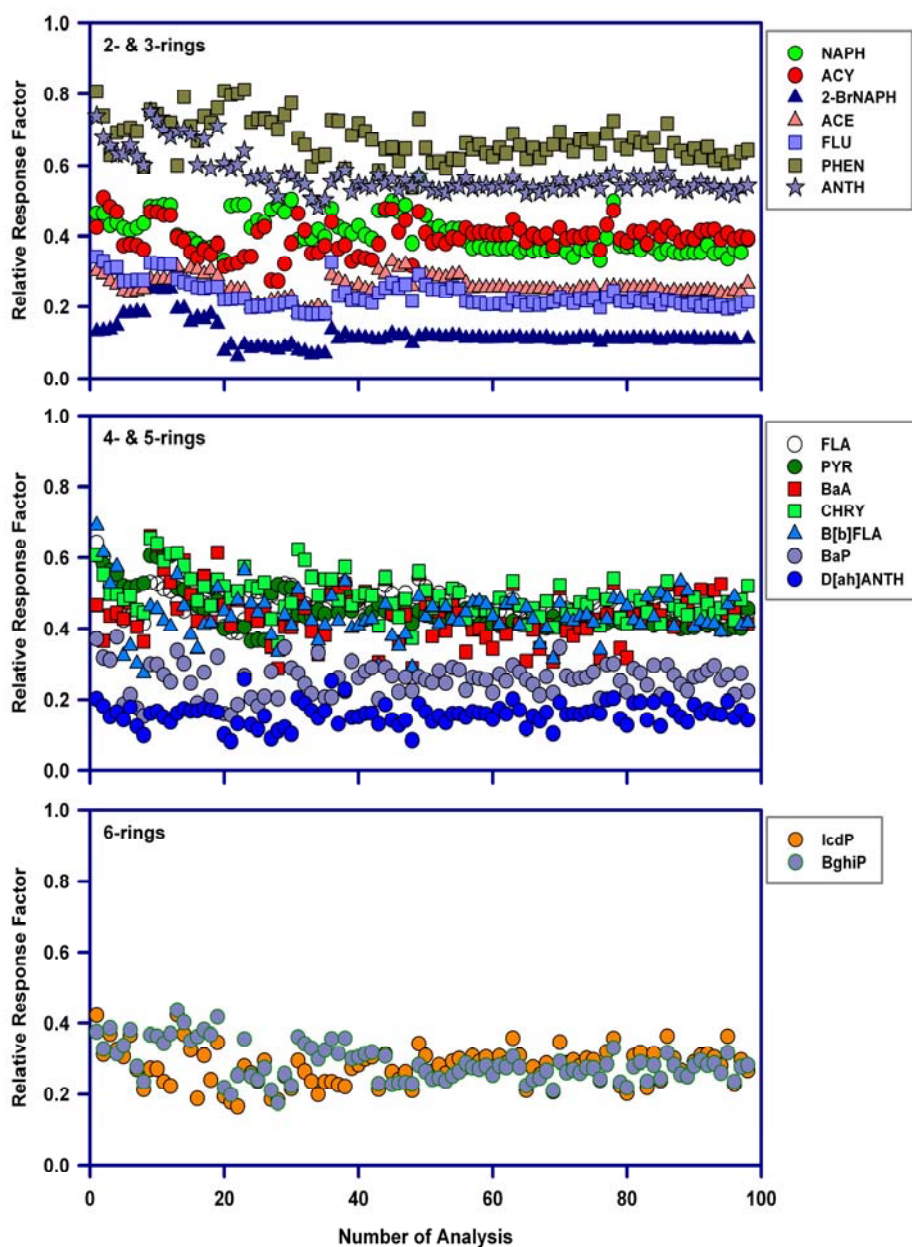 1.0
2- & 3-rings
0.8
0.6
0.4
0.2
0.0
Relative Response Factor
NAPH
ACY
2-BrNAPH
ACE
FLU
PHEN
ANTH
1.0
4- & 5-rings
0.8
0.6
0.4
0.2
0.0
Relative Response Factor
FLA
PYR
BaA
CHRY
B[b]FLA
BaP
D[ah]ANTH
1.0
6-rings
0.8
0.6
0.4
0.2
0.0
Relative Response Factor
IcdP
BghiP
0 20 40 60 80 100
Number of Analysis